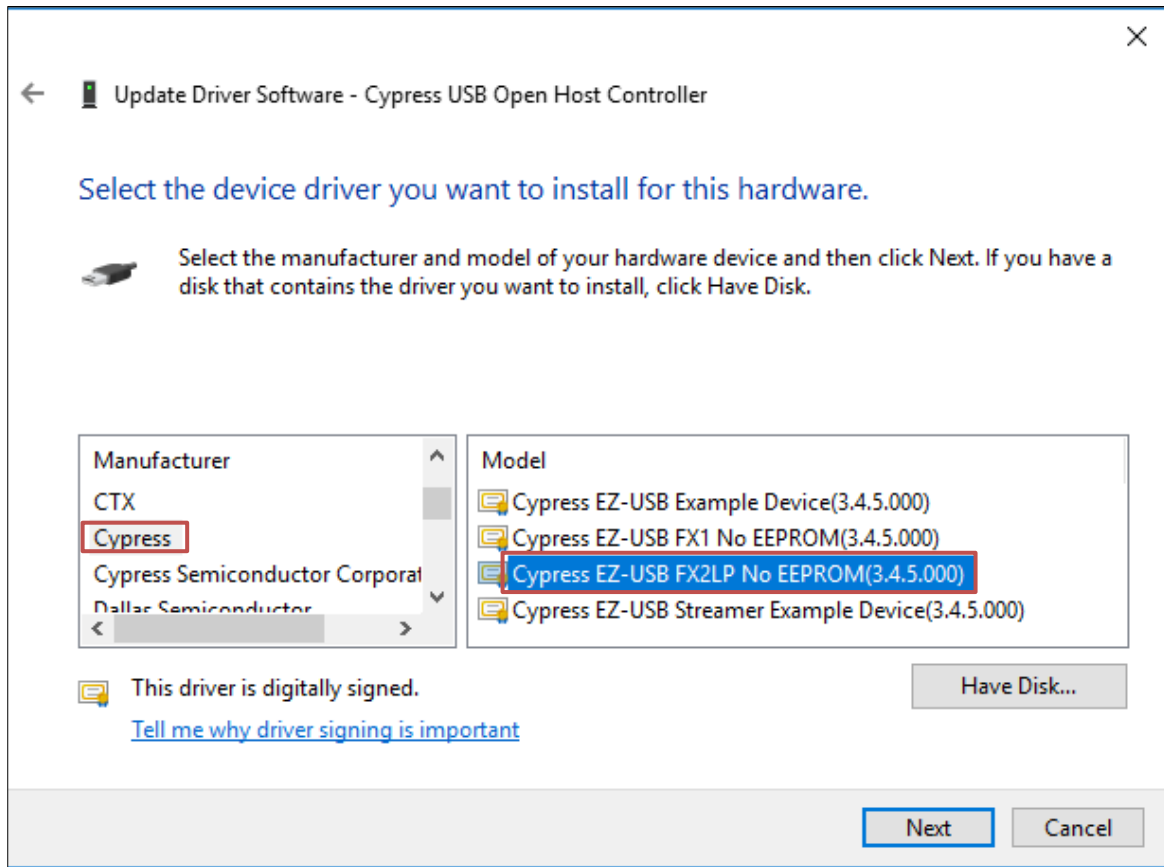 Update Driver Software - Cypress USB Open Host Controller
Select the device driver you want to install for this hardware.
Select the manufacturer and model of your hardware device and then click Next. If you have a
disk that contains the driver you want to install, click Have Disk.
Manufacturer
CTX
Cypress
Cypress Semiconductor Corporat
Dallas Semiconductor
Model
Cypress EZ-USB Example Device(3.4.5.000)
Cypress EZ-USB FX1 No EEPROM(3.4.5.000)
Cypress EZ-USB FX2LP No EEPROM(3.4.5.000)
Cypress EZ-USB Streamer Example Device(3.4.5.000)
This driver is digitally signed.
Have Disk...
Tell me why driver signing is important
Next
Cancel